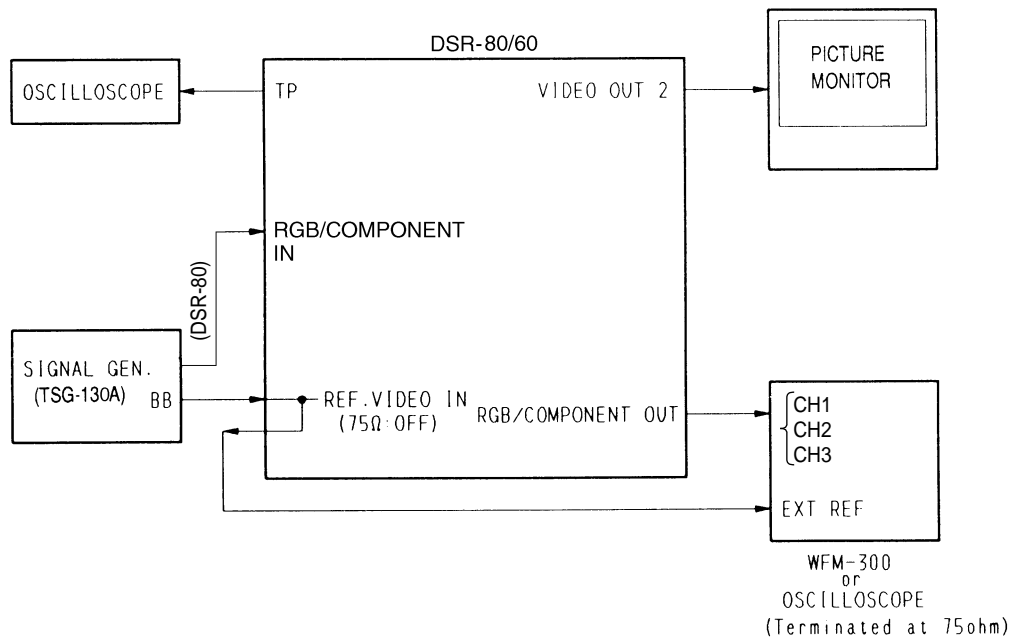 DSR-80/60
OSCILLOSCOPE
TP
VIDEO OUT 2
PICTURE
MONITOR
RGB/COMPONENT
IN
(DSR-80)
SIGNAL GEN.
(TSG-130A)
BB
REF.VIDEO IN
(75Ω:OFF)
RGB/COMPONENT OUT
CH1
CH2
CH3
EXT REF
WFM-300
or
OSCILLOSCOPE
(Terminated at 75ohm)